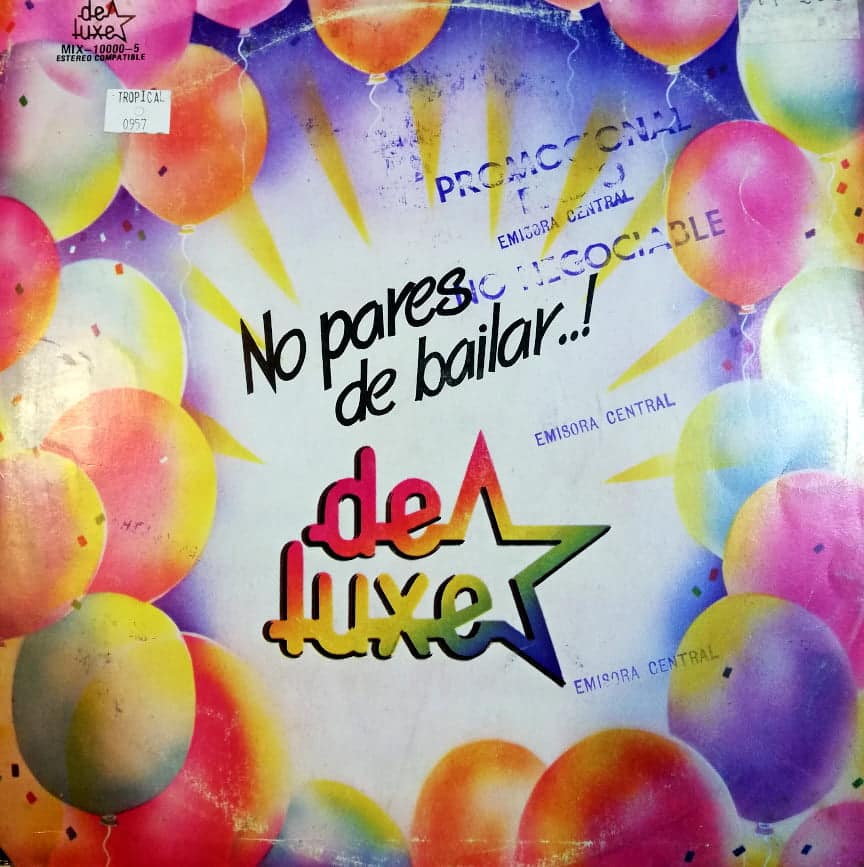 de
luxe
MIX-10000-5
ESTEREO COMPATIBLE
TROPICAL
0957
PROMOCIONAL
EMISORA CENTRAL
NO NEGOCIABLE
No pares
de bailar..!
EMISORA CENTRAL
de
luxe
EMISORA CENTRAL